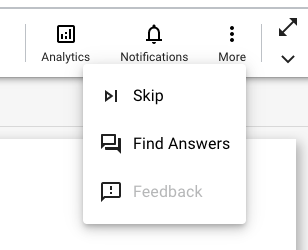 Analytics Notifications More
Skip
Find Answers
Feedback